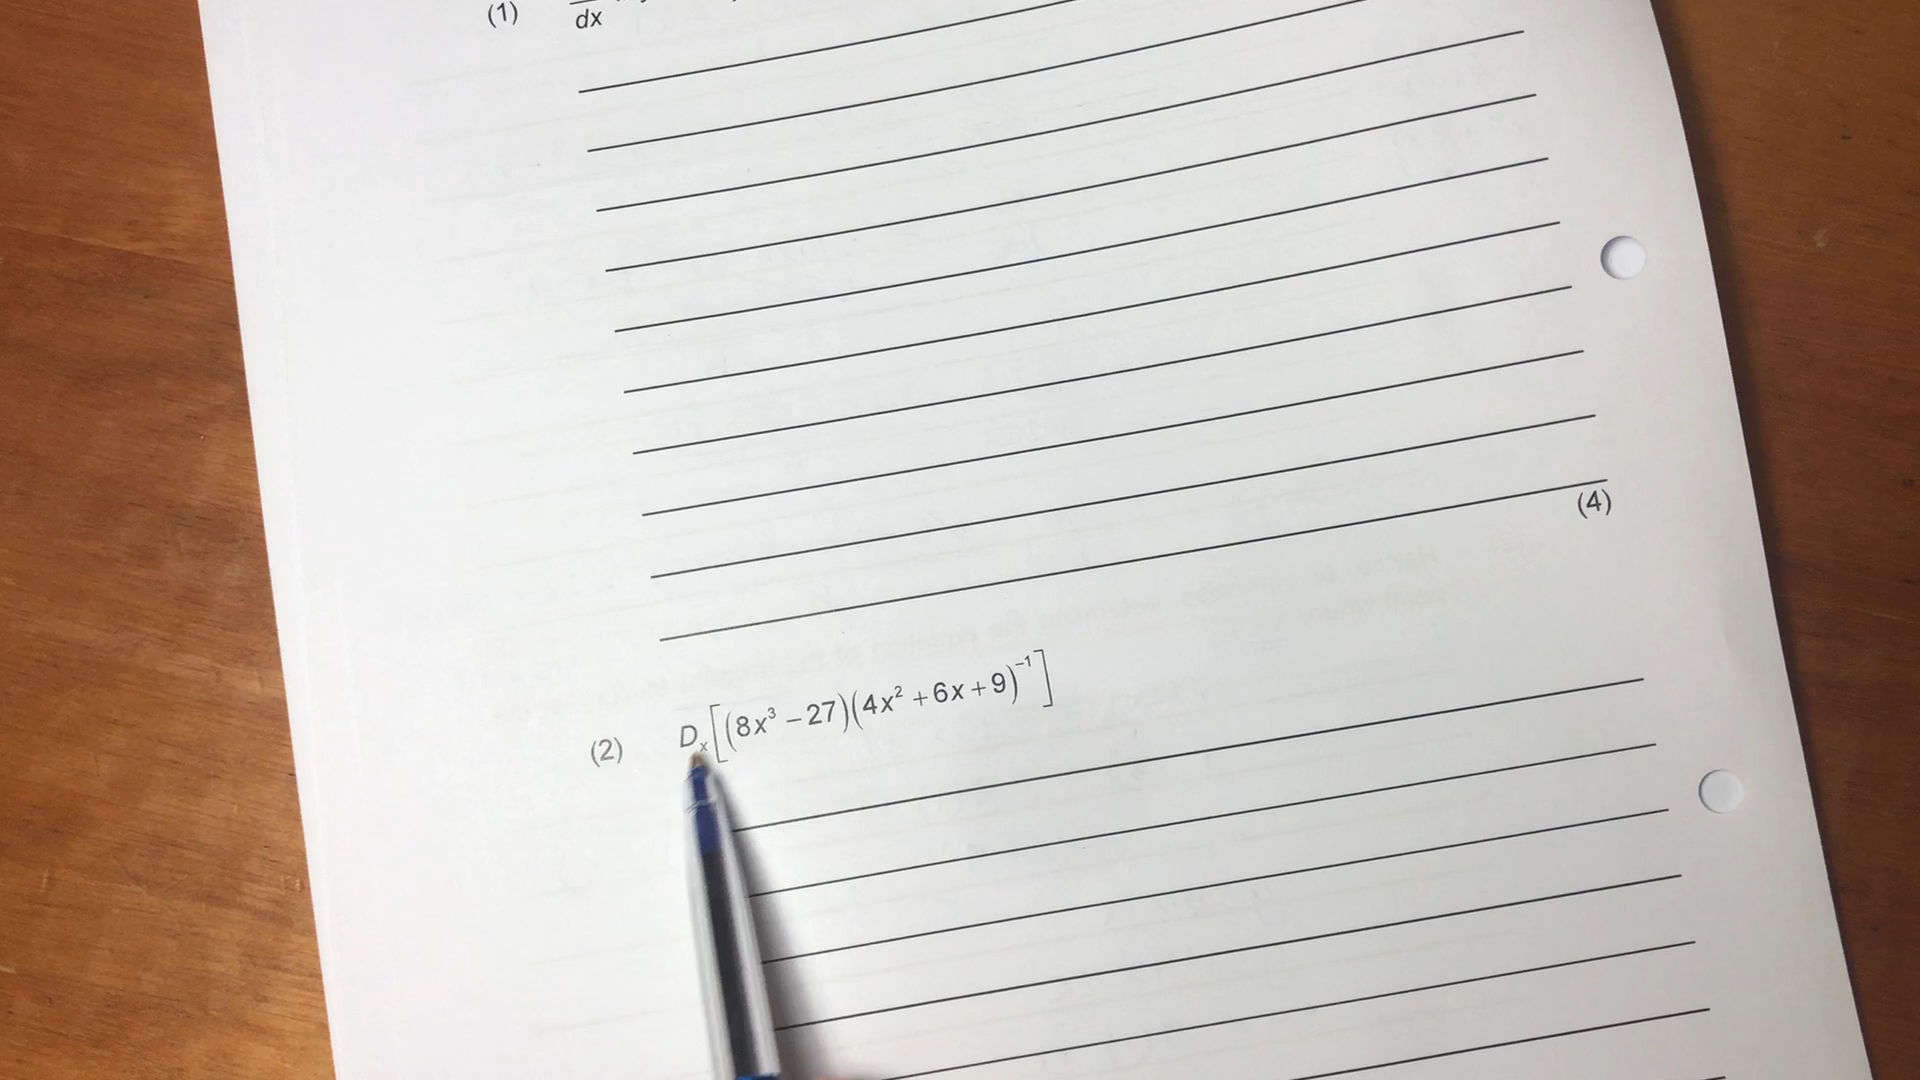 (1) dx
(4)
(2) Dₓ[(8x³ − 27)(4x² + 6x + 9)⁻¹]